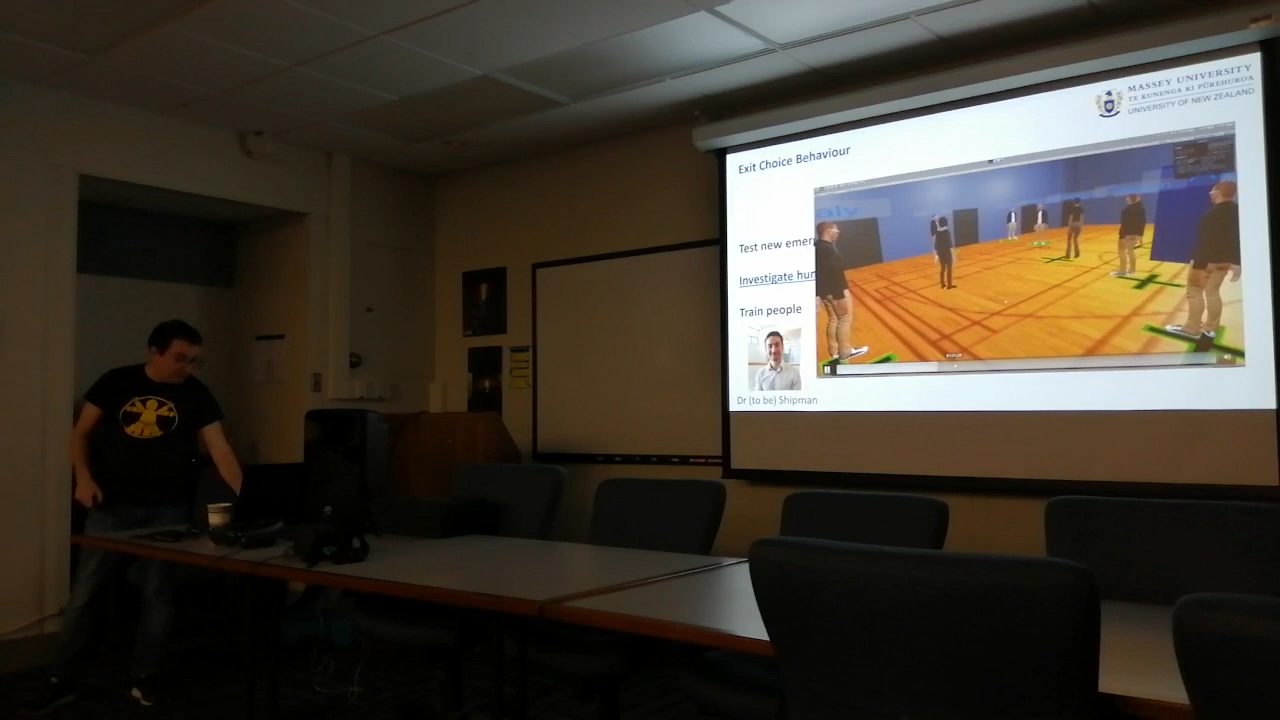 MASSEY UNIVERSITY
TE KUNENGA KI PŪREHUROA
UNIVERSITY OF NEW ZEALAND
Exit Choice Behaviour
Test new emer
Investigate hum
Train people
Dr (to be) Shipman